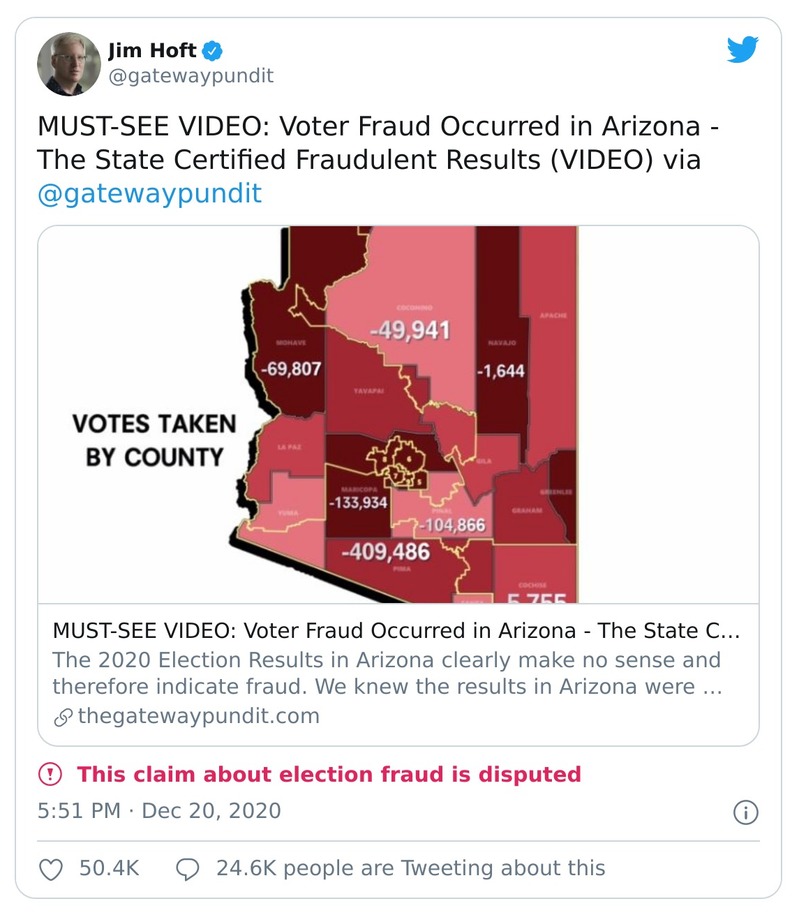 Jim Hoft
@gatewaypundit
MUST-SEE VIDEO: Voter Fraud Occurred in Arizona -
The State Certified Fraudulent Results (VIDEO) via
@gatewaypundit
COCONINO
-49,941
APACHE
MOHAVE
NAVAJO
-69,807
-1,644
YAVAPAI
VOTES TAKEN
BY COUNTY
LA PAZ
GILA
MARICOPA
GREENLEE
-133,934
YUMA
PINAL
GRAHAM
-104,866
-409,486
PIMA
COCHISE
5,755
MUST-SEE VIDEO: Voter Fraud Occurred in Arizona - The State C...
The 2020 Election Results in Arizona clearly make no sense and
therefore indicate fraud. We knew the results in Arizona were ...
thegatewaypundit.com
This claim about election fraud is disputed
5:51 PM · Dec 20, 2020
50.4K
24.6K people are Tweeting about this